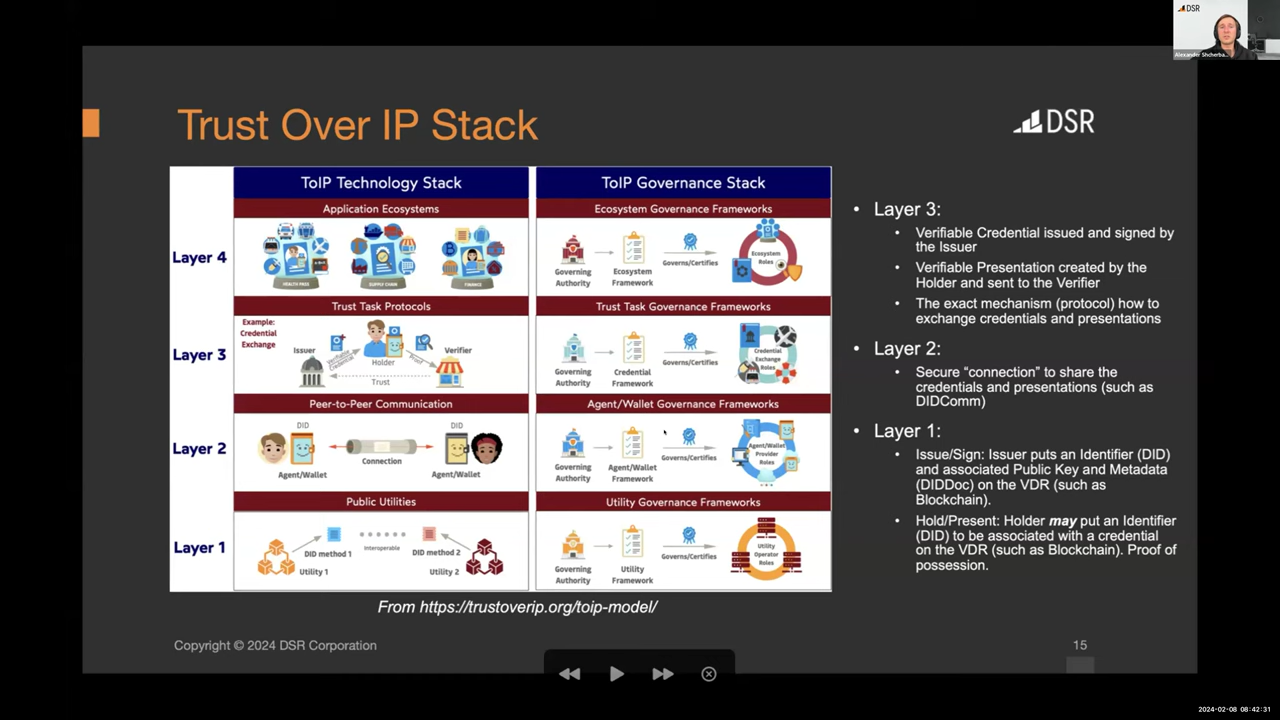 DSR
Alexander Shcherba...
Trust Over IP Stack
DSR
ToIP Technology Stack
ToIP Governance Stack
Application Ecosystems
Ecosystem Governance Frameworks
Layer 4
HEALTH PASS
SUPPLY CHAIN
FINANCE
Governing
Authority
Ecosystem
Framework
Governs/Certifies
Ecosystem
Roles
Trust Task Protocols
Trust Task Governance Frameworks
Layer 3
Example:
Credential
Exchange
Issuer
Verifiable
Credential
Holder
Proof
Verifier
Trust
Governing
Authority
Credential
Framework
Governs/Certifies
Credential
Exchange
Roles
Peer-to-Peer Communication
Agent/Wallet Governance Frameworks
Layer 2
DID
DID
Connection
Agent/Wallet
Agent/Wallet
Governing
Authority
Agent/Wallet
Framework
Governs/Certifies
Agent/Wallet
Provider
Roles
Public Utilities
Utility Governance Frameworks
Layer 1
DID method 1
Interoperable
DID method 2
Utility 1
Utility 2
Governing
Authority
Utility
Framework
Governs/Certifies
Utility
Operator
Roles
From https://trustoverip.org/toip-model/
• Layer 3:
• Verifiable Credential issued and signed by
the Issuer
• Verifiable Presentation created by the
Holder and sent to the Verifier
• The exact mechanism (protocol) how to
exchange credentials and presentations
• Layer 2:
• Secure “connection” to share the
credentials and presentations (such as
DIDComm)
• Layer 1:
• Issue/Sign: Issuer puts an Identifier (DID)
and associated Public Key and Metadata
(DIDDoc) on the VDR (such as
Blockchain).
• Hold/Present: Holder may put an Identifier
(DID) to be associated with a credential
on the VDR (such as Blockchain). Proof of
possession.
Copyright © 2024 DSR Corporation
15
2024-02-08 08:42:31